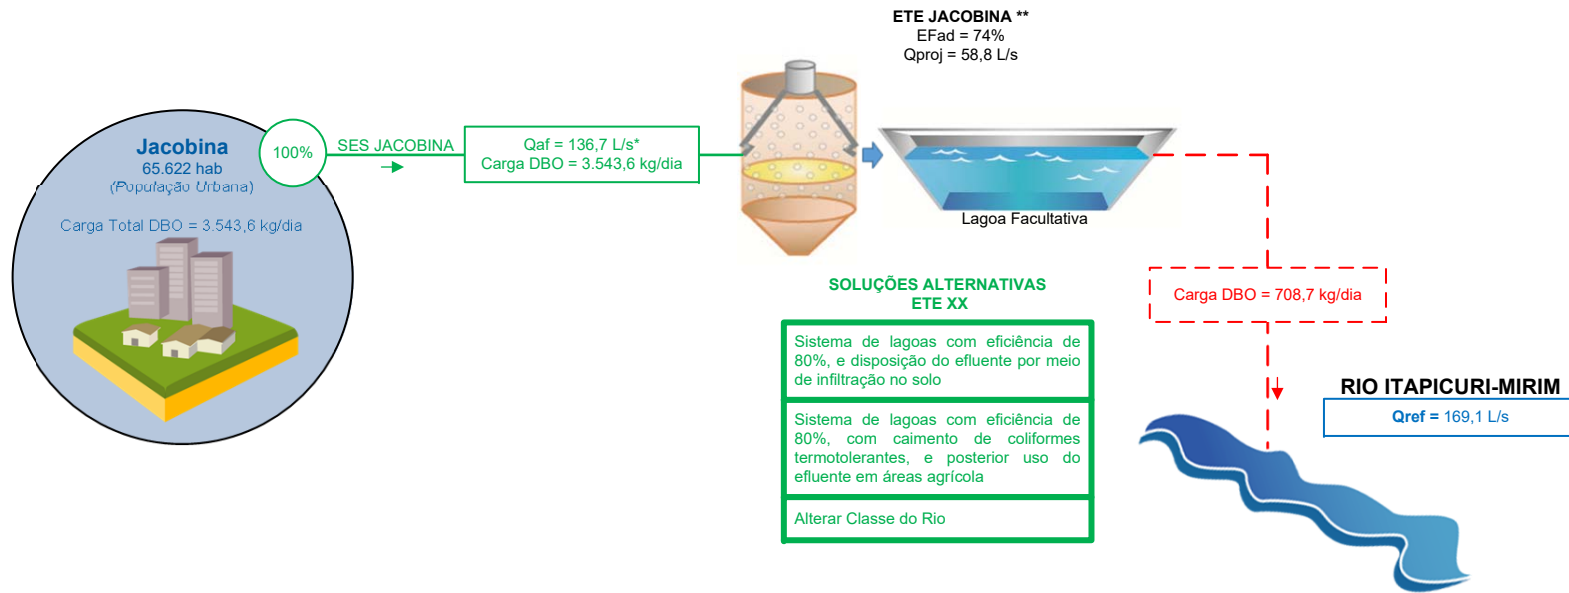 ETE JACOBINA **
EFad = 74%
Qproj = 58,8 L/s
Jacobina
65.622 hab
(População Urbana)
Carga Total DBO = 3.543,6 kg/dia
100%
SES JACOBINA
Qaf = 136,7 L/s*
Carga DBO = 3.543,6 kg/dia
Lagoa Facultativa
SOLUÇÕES ALTERNATIVAS
ETE XX
Sistema de lagoas com eficiência de
80%, e disposição do efluente por meio
de infiltração no solo
Sistema de lagoas com eficiência de
80%, com caimento de coliformes
termotolerantes, e posterior uso do
efluente em áreas agrícola
Alterar Classe do Rio
Carga DBO = 708,7 kg/dia
RIO ITAPICURI-MIRIM
Qref = 169,1 L/s